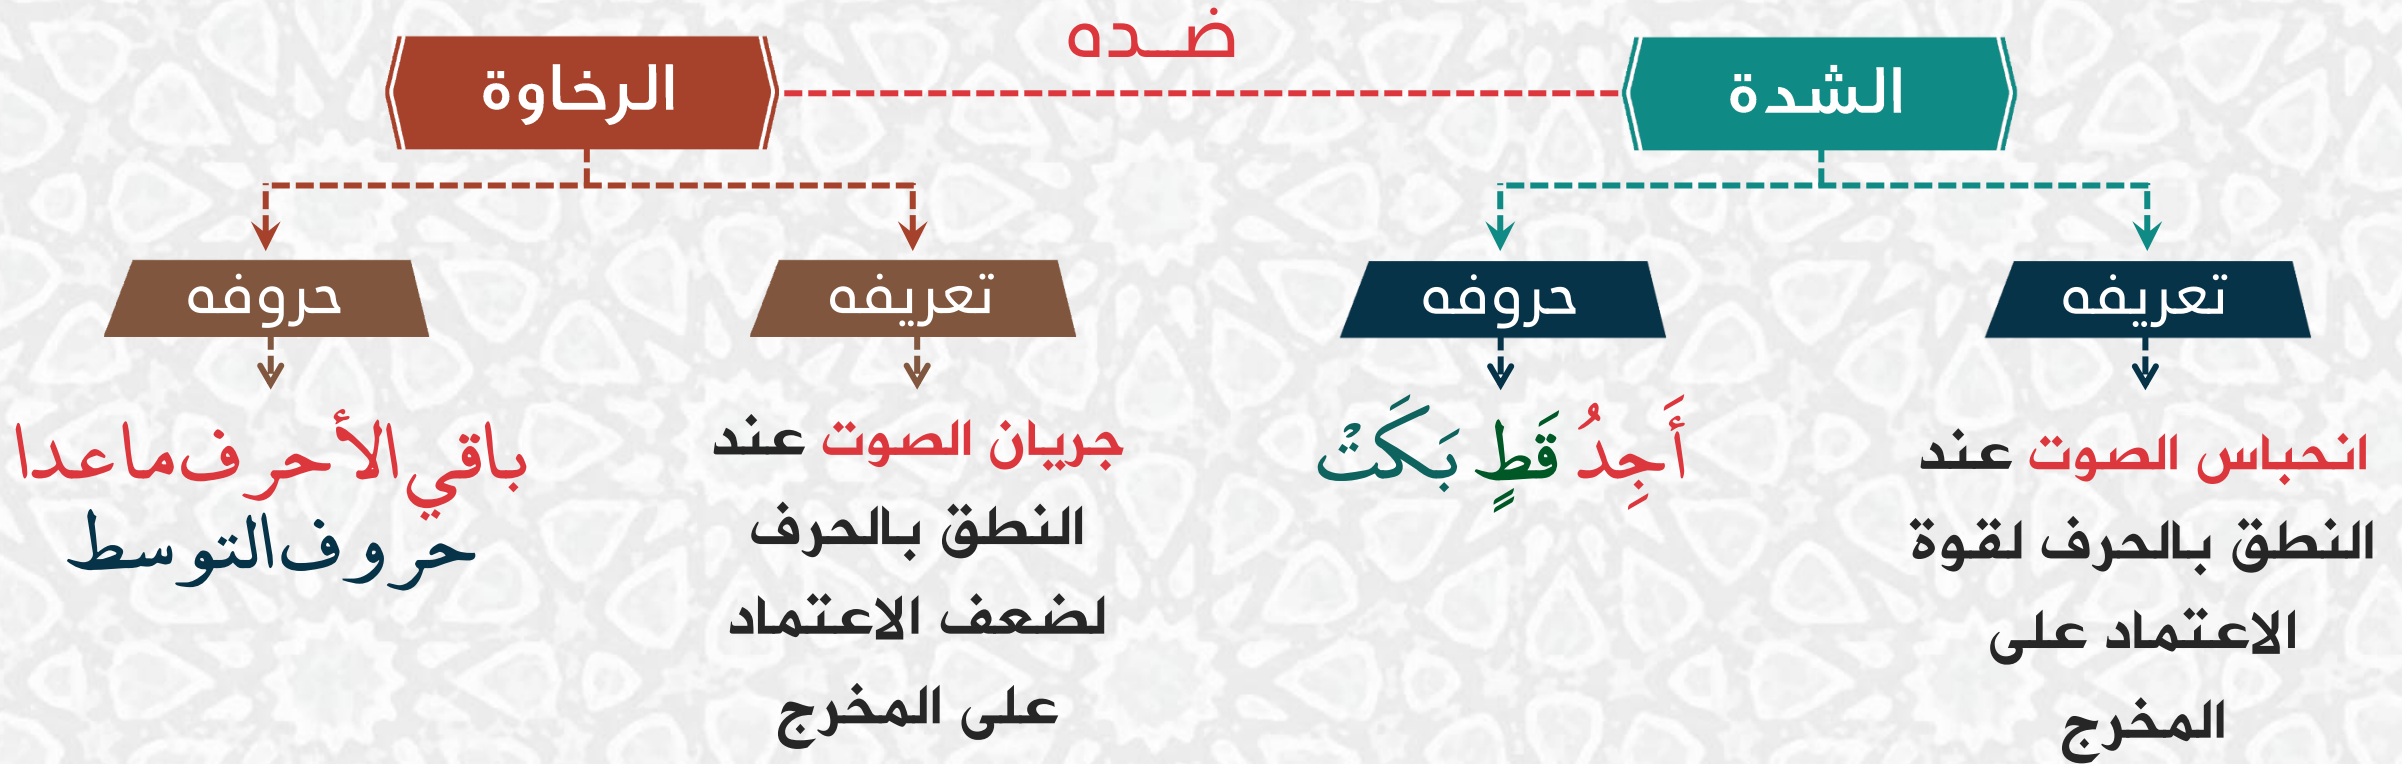 ضــده
الشدة
الرخاوة
تعريفه
حروفه
تعريفه
حروفه
انحباس الصوت عند
النطق بالحرف لقوة
الاعتماد على
المخرج
أَجِدُ قَطٍ بَكَتْ
جريان الصوت عند
النطق بالحرف
لضعف الاعتماد
على المخرج
باقي الأحرف ماعدا
حروف التوسط